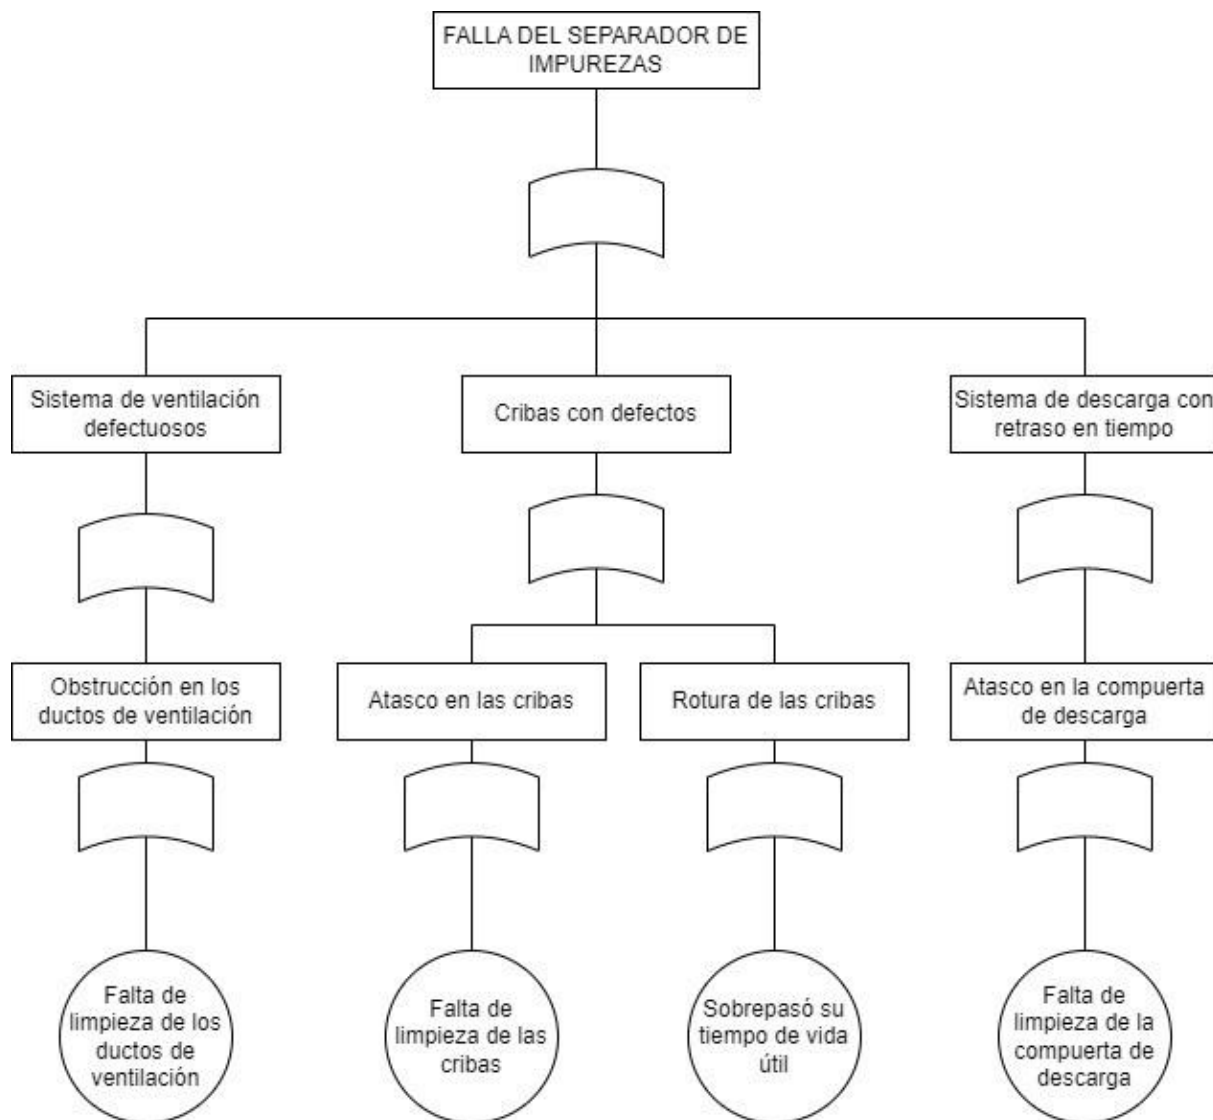 FALLA DEL SEPARADOR DE
IMPUREZAS
Sistema de ventilación
defectuosos
Cribas con defectos
Sistema de descarga con
retraso en tiempo
Obstrucción en los
ductos de ventilación
Atasco en las cribas
Rotura de las cribas
Atasco en la compuerta
de descarga
Falta de
limpieza de los
ductos de
ventilación
Falta de
limpieza de las
cribas
Sobrepasó su
tiempo de vida
útil
Falta de
limpieza de la
compuerta de
descarga